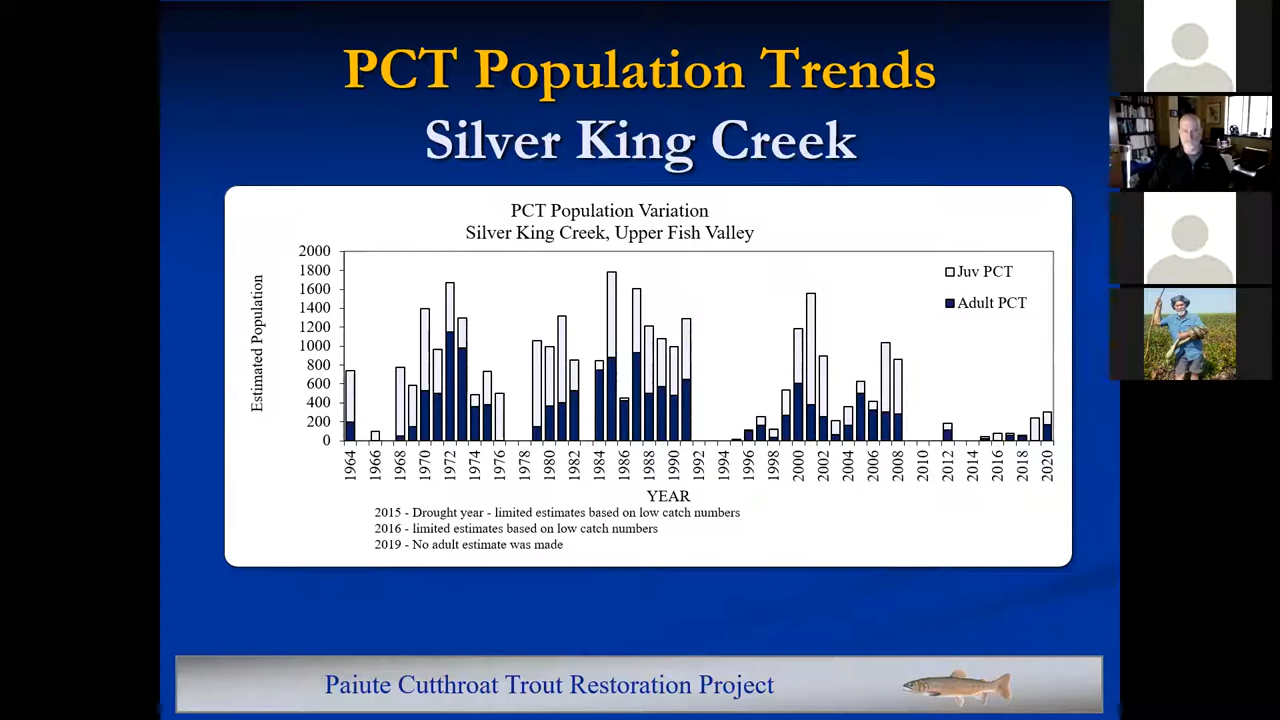 PCT Population Trends
Silver King Creek
PCT Population Variation
Silver King Creek, Upper Fish Valley
Estimated Population
2000
1800
1600
1400
1200
1000
800
600
400
200
0
Juv PCT
Adult PCT
1964 1966 1968 1970 1972 1974 1976 1978 1980 1982 1984 1986 1988 1990 1992 1994 1996 1998 2000 2002 2004 2006 2008 2010 2012 2014 2016 2018 2020
YEAR
2015 - Drought year - limited estimates based on low catch numbers
2016 - limited estimates based on low catch numbers
2019 - No adult estimate was made
Paiute Cutthroat Trout Restoration Project